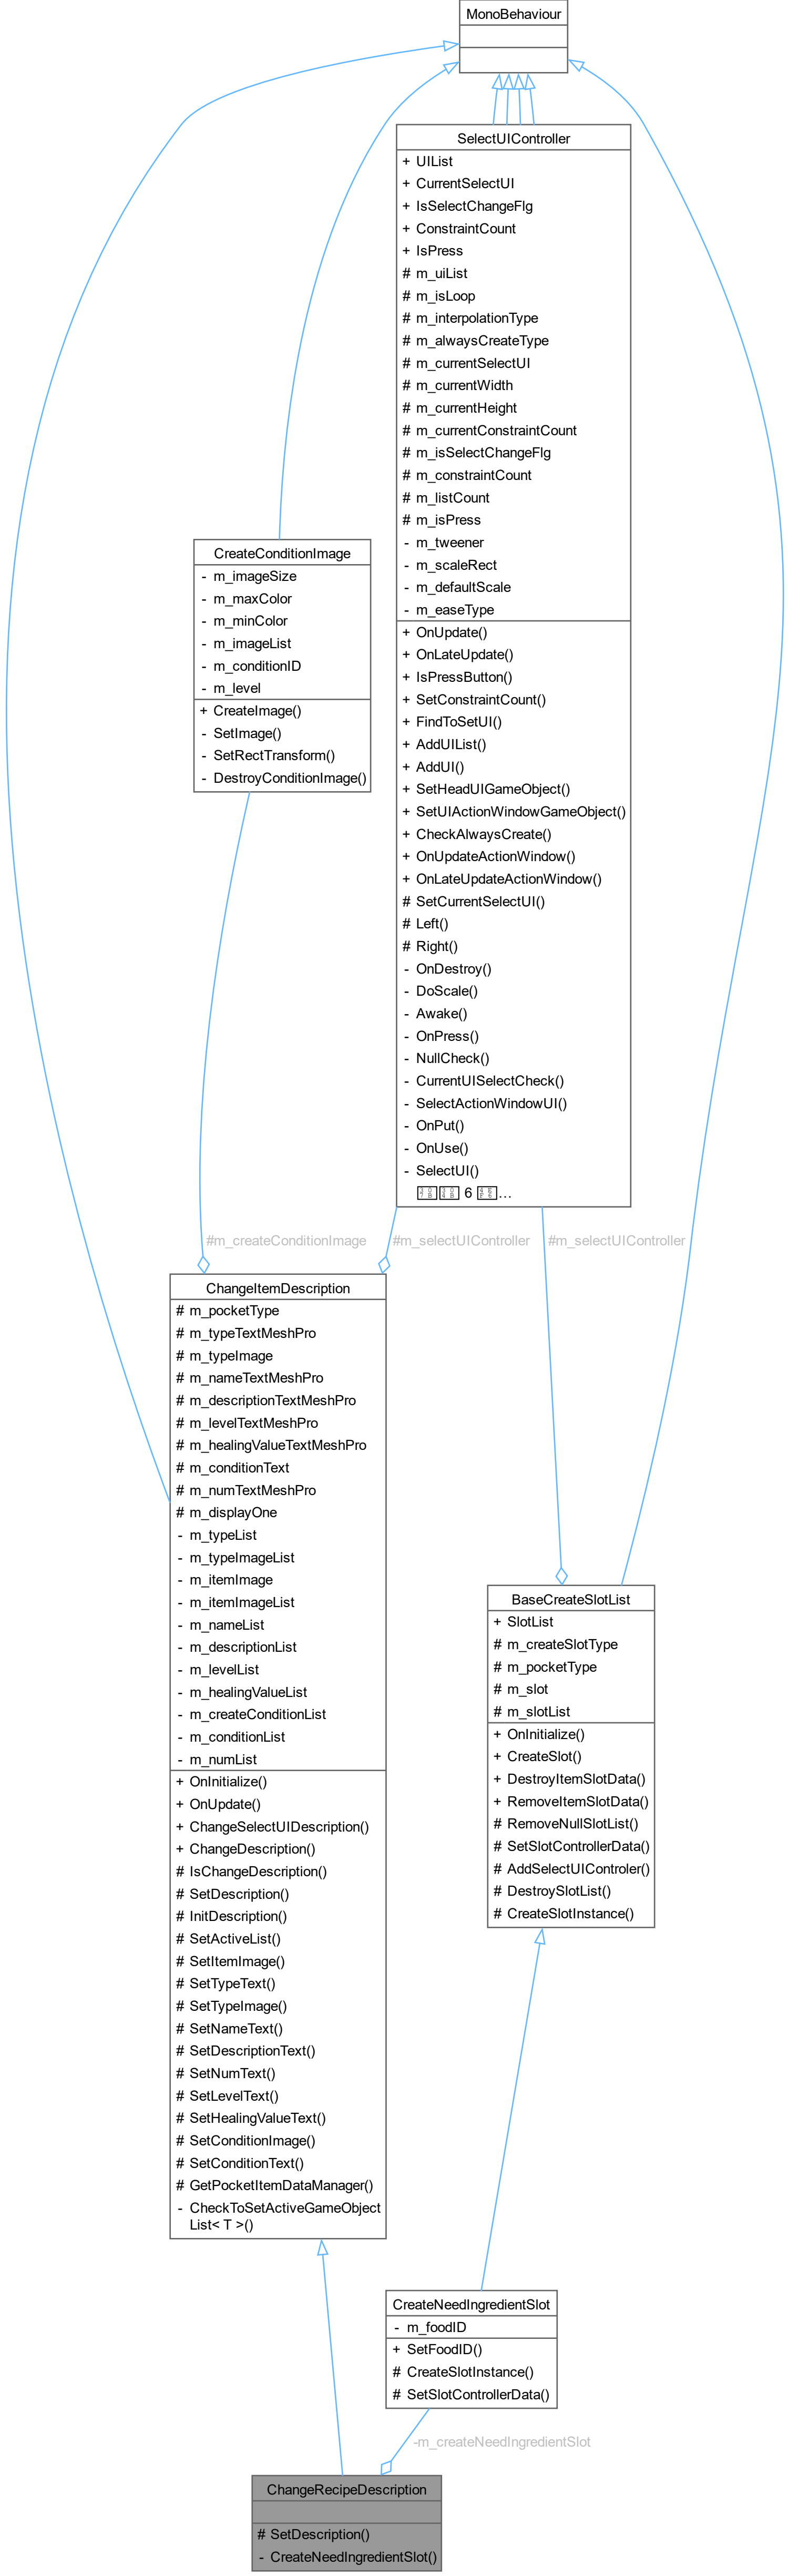 MonoBehaviour
SelectUIController
+ UIList
+ CurrentSelectUI
+ IsSelectChangeFlg
+ ConstraintCount
+ IsPress
# m_uiList
# m_isLoop
# m_interpolationType
# m_alwaysCreateType
# m_currentSelectUI
# m_currentWidth
# m_currentHeight
# m_currentConstraintCount
# m_isSelectChangeFlg
# m_constraintCount
# m_listCount
# m_isPress
- m_tweener
- m_scaleRect
- m_defaultScale
- m_easeType
+ OnUpdate()
+ OnLateUpdate()
+ IsPressButton()
+ SetConstraintCount()
+ FindToSetUI()
+ AddUIList()
+ AddUI()
+ SetHeadUIGameObject()
+ SetUIActionWindowGameObject()
+ CheckAlwaysCreate()
+ OnUpdateActionWindow()
+ OnLateUpdateActionWindow()
# SetCurrentSelectUI()
# Left()
# Right()
- OnDestroy()
- DoScale()
- Awake()
- OnPress()
- NullCheck()
- CurrentUISelectCheck()
- SelectActionWindowUI()
- OnPut()
- OnUse()
- SelectUI()
6 ...
CreateConditionImage
- m_imageSize
- m_maxColor
- m_minColor
- m_imageList
- m_conditionID
- m_level
+ CreateImage()
- SetImage()
- SetRectTransform()
- DestroyConditionImage()
#m_createConditionImage
#m_selectUIController
#m_selectUIController
ChangeItemDescription
# m_pocketType
# m_typeTextMeshPro
# m_typeImage
# m_nameTextMeshPro
# m_descriptionTextMeshPro
# m_levelTextMeshPro
# m_healingValueTextMeshPro
# m_conditionText
# m_numTextMeshPro
# m_displayOne
- m_typeList
- m_typeImageList
- m_itemImage
- m_itemImageList
- m_nameList
- m_descriptionList
- m_levelList
- m_healingValueList
- m_createConditionList
- m_conditionList
- m_numList
+ OnInitialize()
+ OnUpdate()
+ ChangeSelectUIDescription()
+ ChangeDescription()
# IsChangeDescription()
# SetDescription()
# InitDescription()
# SetActiveList()
# SetItemImage()
# SetTypeText()
# SetTypeImage()
# SetNameText()
# SetDescriptionText()
# SetNumText()
# SetLevelText()
# SetHealingValueText()
# SetConditionImage()
# SetConditionText()
# GetPocketItemDataManager()
- CheckToSetActiveGameObject
List< T >()
BaseCreateSlotList
+ SlotList
# m_createSlotType
# m_pocketType
# m_slot
# m_slotList
+ OnInitialize()
+ CreateSlot()
+ DestroyItemSlotData()
+ RemoveItemSlotData()
# RemoveNullSlotList()
# SetSlotControllerData()
# AddSelectUIControler()
# DestroySlotList()
# CreateSlotInstance()
CreateNeedIngredientSlot
- m_foodID
+ SetFoodID()
# CreateSlotInstance()
# SetSlotControllerData()
-m_createNeedIngredientSlot
ChangeRecipeDescription
# SetDescription()
- CreateNeedIngredientSlot()